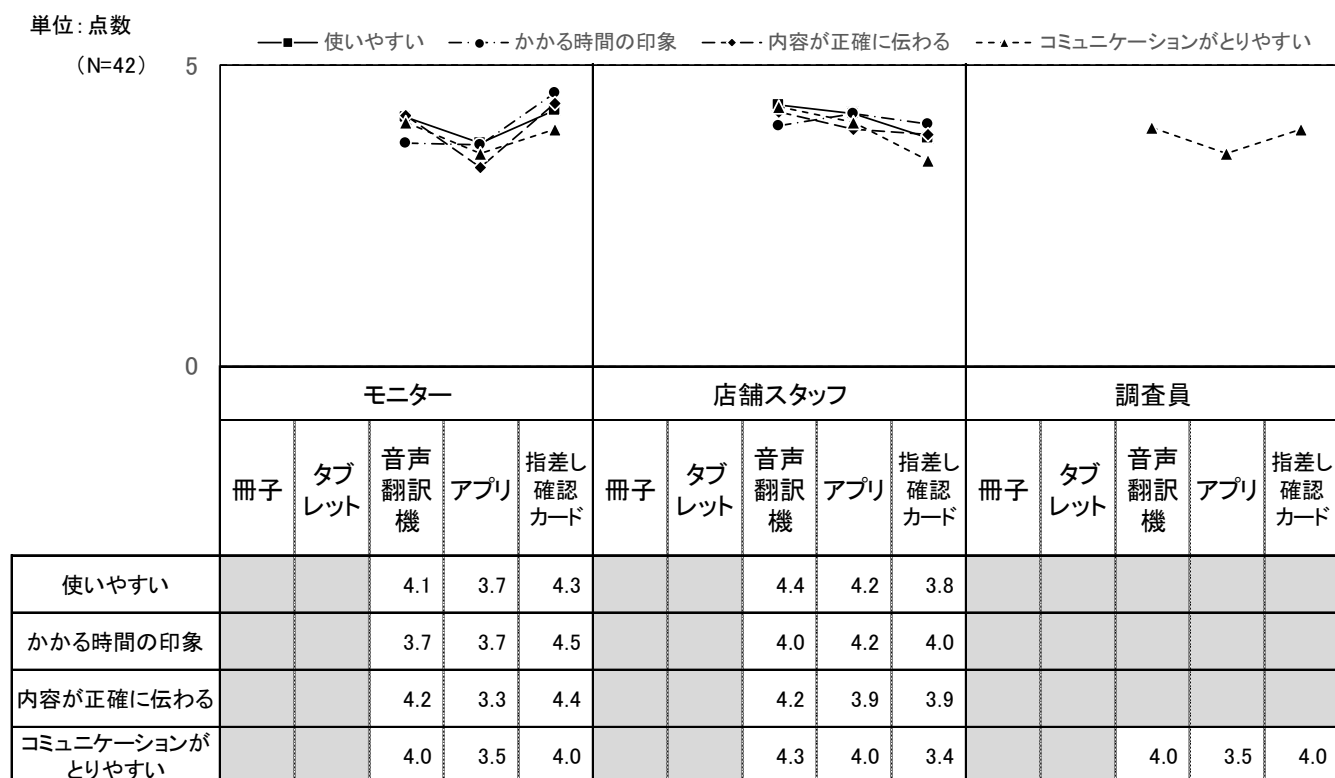 単位:点数
(N=42)
使いやすい かかる時間の印象 内容が正確に伝わる コミュニケーションがとりやすい
5
0
モニター 店舗スタッフ 調査員
冊子 タブレット 音声翻訳機 アプリ 指差し確認カード 冊子 タブレット 音声翻訳機 アプリ 指差し確認カード 冊子 タブレット 音声翻訳機 アプリ 指差し確認カード
使いやすい 4.1 3.7 4.3 4.4 4.2 3.8
かかる時間の印象 3.7 3.7 4.5 4.0 4.2 4.0
内容が正確に伝わる 4.2 3.3 4.4 4.2 3.9 3.9
コミュニケーションがとりやすい 4.0 3.5 4.0 4.3 4.0 3.4 4.0 3.5 4.0